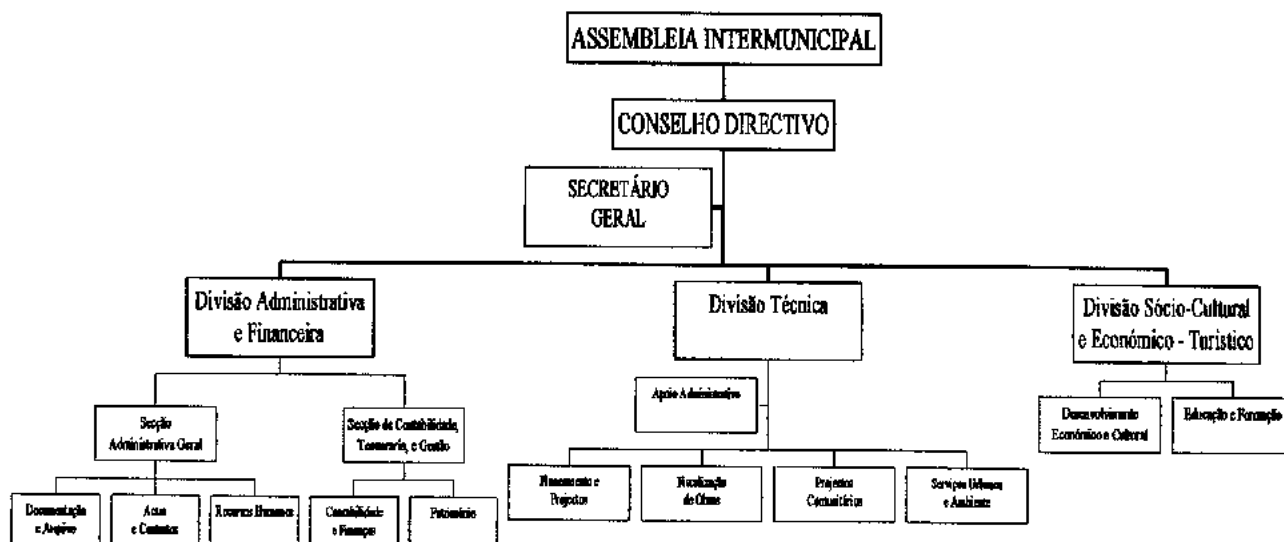 ASSEMBLEIA INTERMUNICIPAL
CONSELHO DIRECTIVO
SECRETÁRIO
GERAL
Divisão Administrativa
e Financeira
Divisão Técnica
Divisão Sócio-Cultural
e Económico - Turístico
Apoio Administrativo
Secção
Administrativa Geral
Secção de Contabilidade,
Tesouraria, e Gestão
Desenvolvimento
Económico e Cultural
Educação e Formação
Planeamento e
Projectos
Fiscalização
de Obras
Projectos
Comunitários
Serviços Urbanos
e Ambiente
Documentação
e Arquivo
Actas
e Contratos
Recursos Humanos
Contabilidade
e Finanças
Património